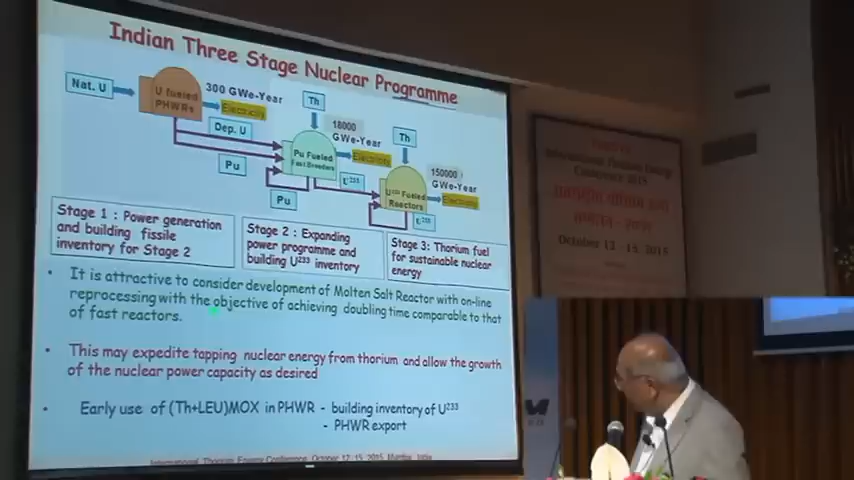 Indian Three Stage Nuclear Programme
Nat. U
U fueled
PHWRs
300 GWe-Year
Electricity
Th
Dep. U
18000
GWe-Year
Th
Pu Fueled
Fast Breeders
Electricity
Pu
U233
150000
GWe-Year
Pu
U233 Fueled
Reactors
Electricity
U233
Stage 1 : Power generation
and building fissile
inventory for Stage 2
Stage 2 : Expanding
power programme and
building U233 inventory
Stage 3: Thorium fuel
for sustainable nuclear
energy
• It is attractive to consider development of Molten Salt Reactor with on-line
reprocessing with the objective of achieving doubling time comparable to that
of fast reactors.
• This may expedite tapping nuclear energy from thorium and allow the growth
of the nuclear power capacity as desired
• Early use of (Th+LEU)MOX in PHWR - building inventory of U233
- PHWR export
International Thorium Energy Conference, October 12-15, 2015, Mumbai, India
International Thorium Energy
Conference 2015
October 12 - 15, 2015